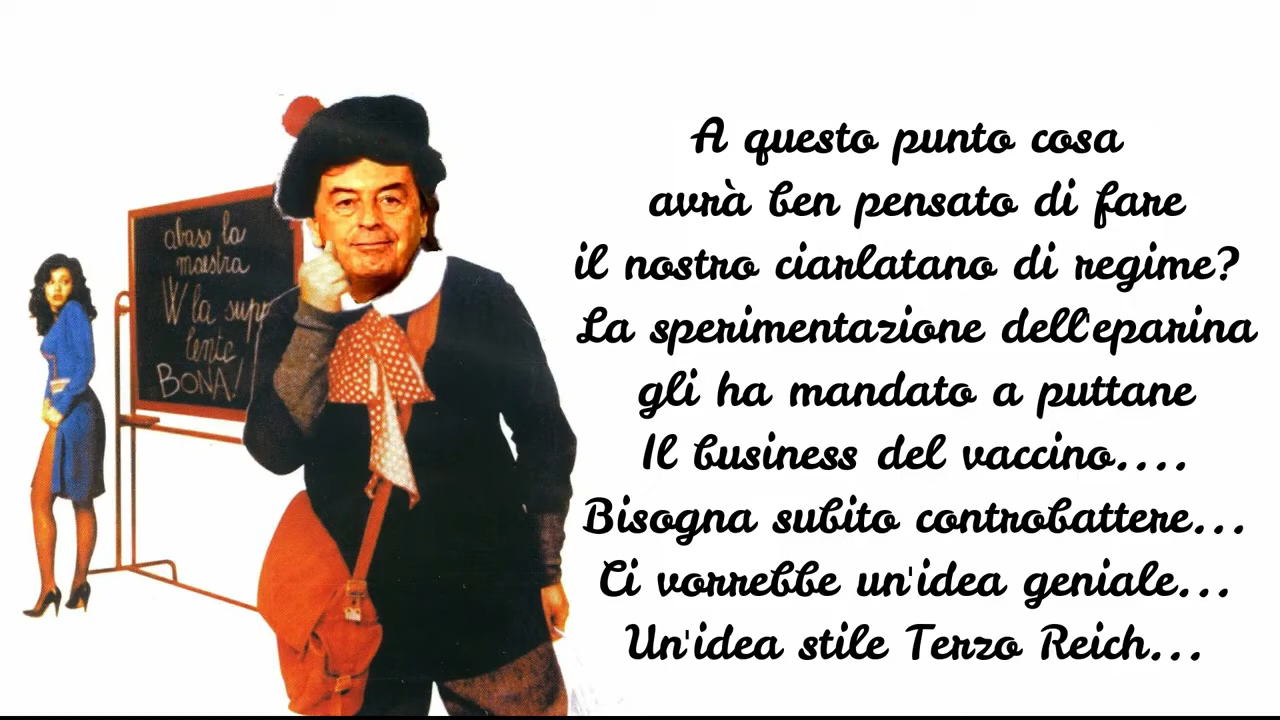 abaso la
maestra
W la supp
lente
BONA!
A questo punto cosa
avrà ben pensato di fare
il nostro ciarlatano di regime?
La sperimentazione dell'eparina
gli ha mandato a puttane
Il business del vaccino....
Bisogna subito controbattere...
Ci vorrebbe un'idea geniale...
Un'idea stile Terzo Reich...